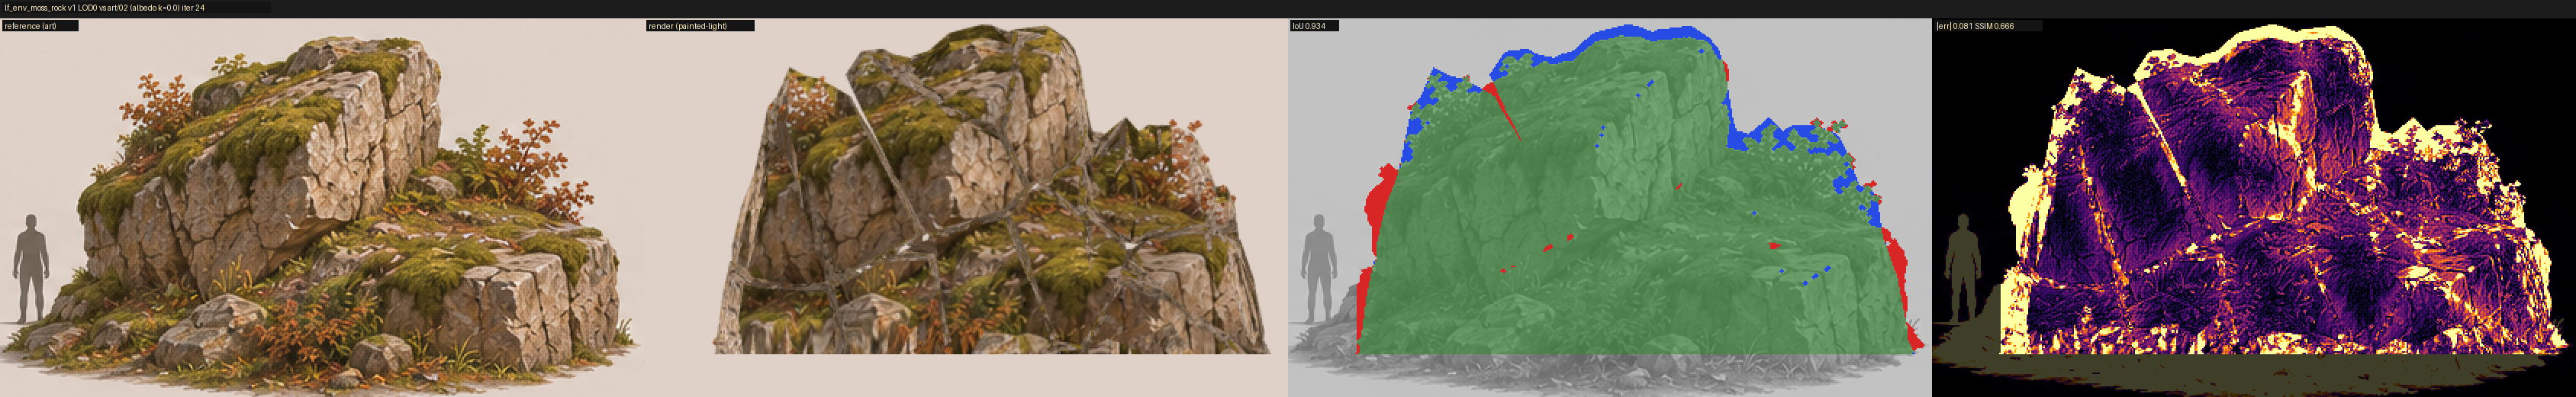 tf_env_moss_rock v1 LOD0 vs art/02 (albedo k=0.0) iter 24
reference (art)
render (painted-light)
IoU 0.934
|err| 0.081 SSIM 0.666